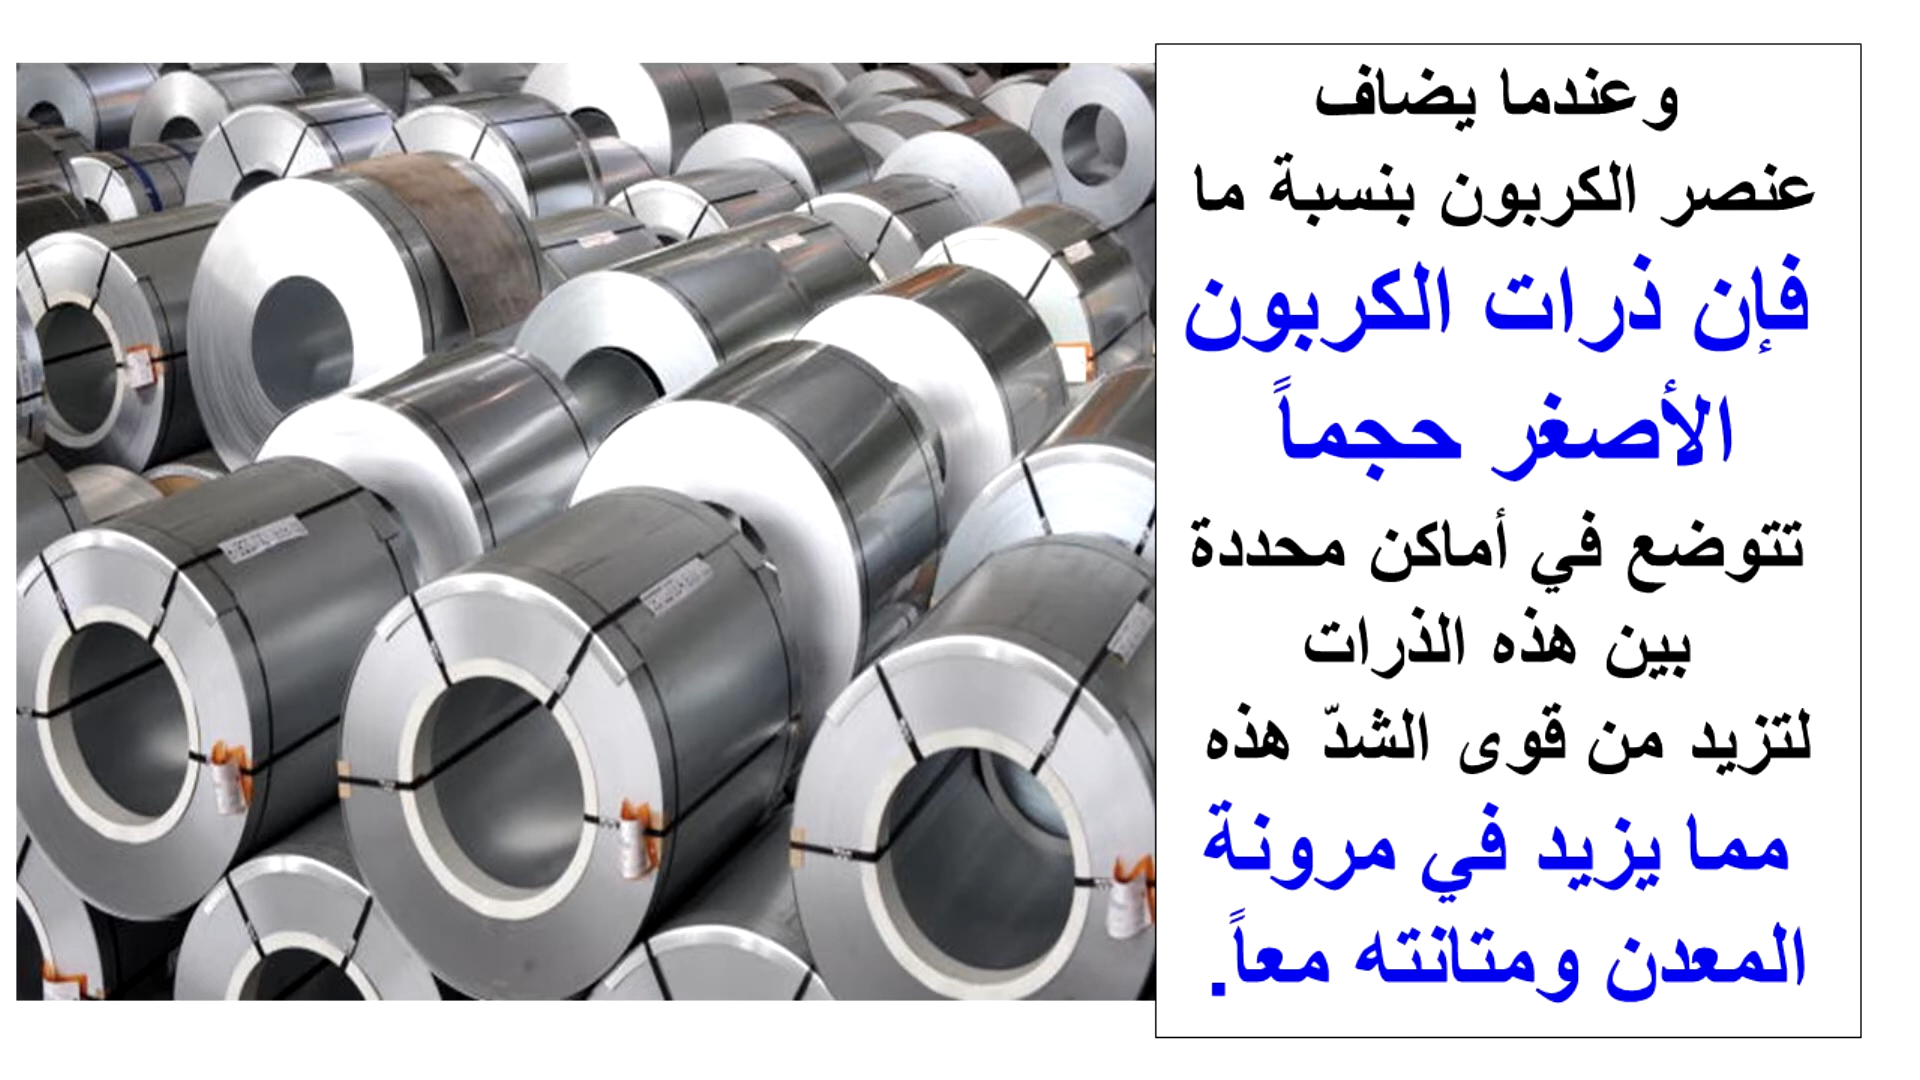 وعندما يضاف
عنصر الكربون بنسبة ما
فإن ذرات الكربون
الأصغر حجماً
تتوضع في أماكن محددة
بين هذه الذرات
لتزيد من قوى الشدّ هذه
مما يزيد في مرونة
المعدن ومتانته معاً.